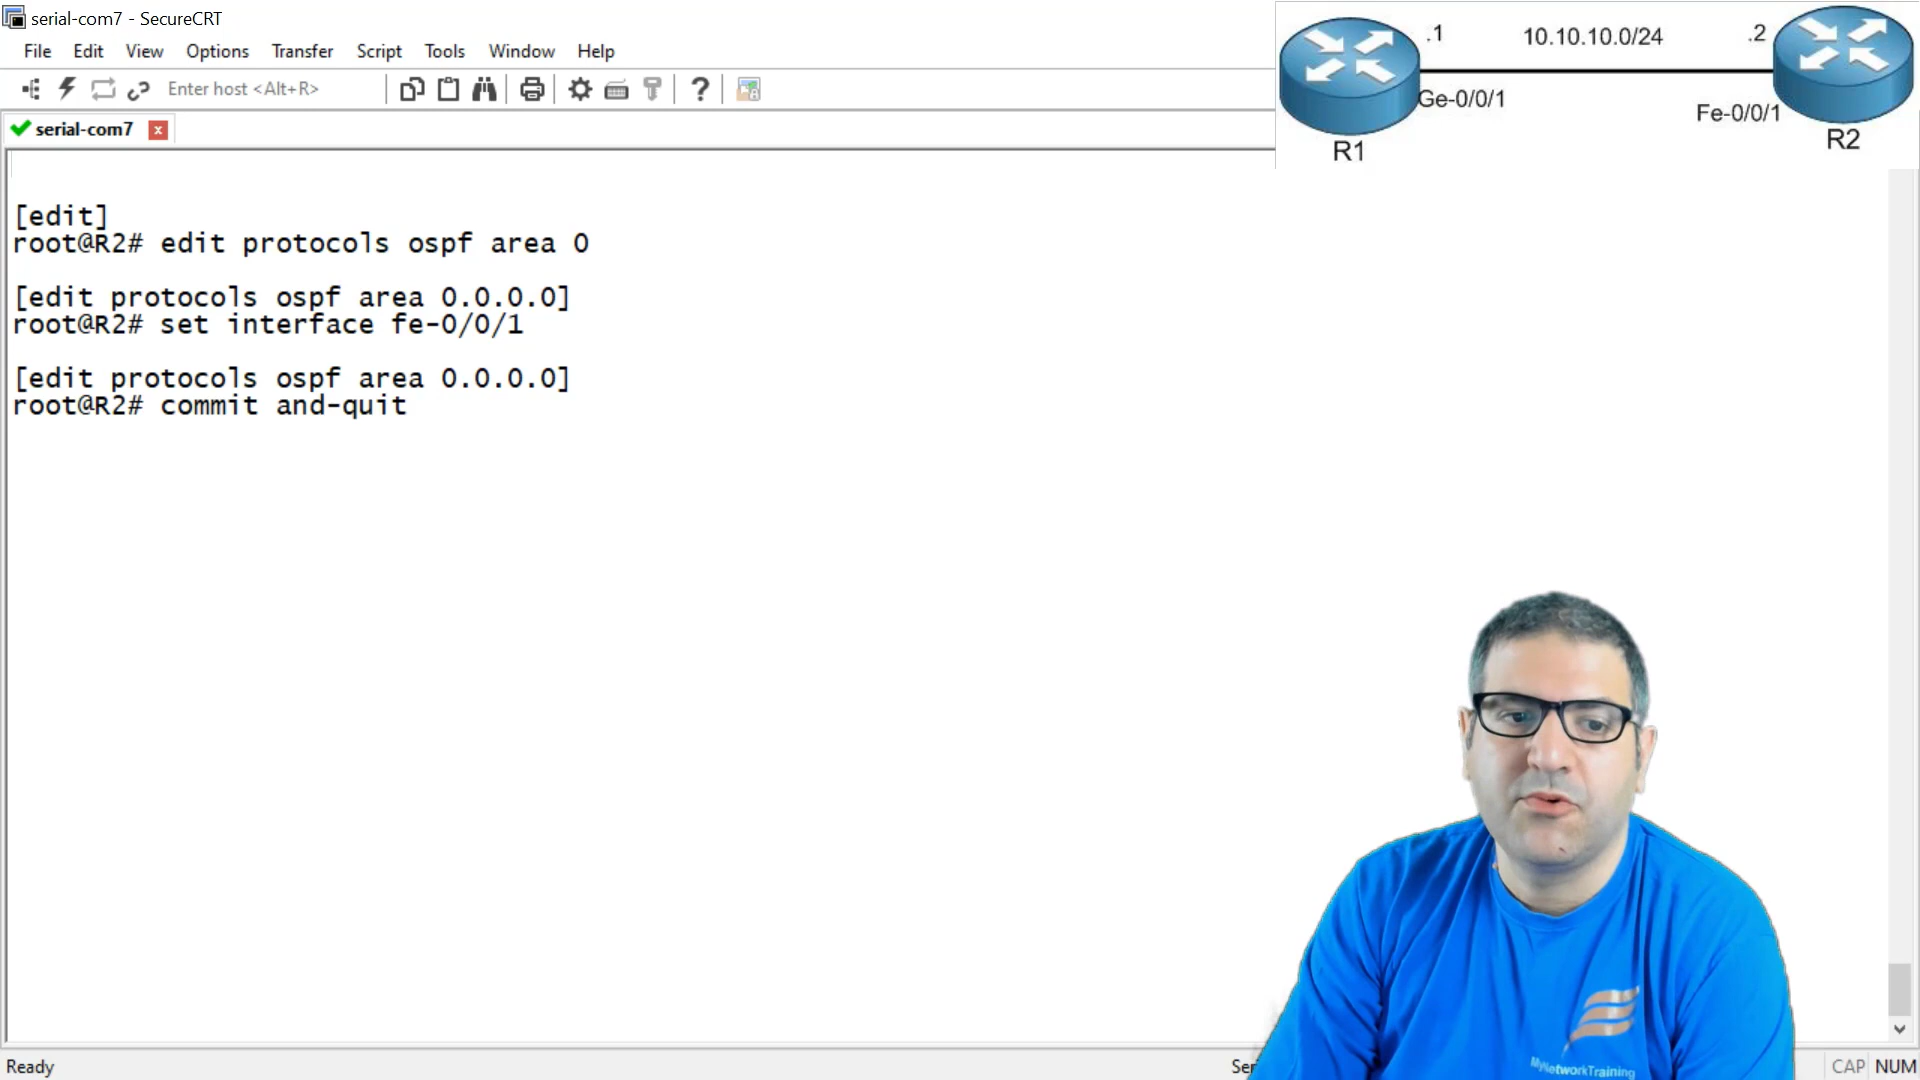 serial-com7 - SecureCRT
File Edit View Options Transfer Script Tools Window Help
Enter host <Alt+R>
serial-com7
.1 10.10.10.0/24 .2
Ge-0/0/1
Fe-0/0/1
R1
R2
[edit]
root@R2# edit protocols ospf area 0
[edit protocols ospf area 0.0.0.0]
root@R2# set interface fe-0/0/1
[edit protocols ospf area 0.0.0.0]
root@R2# commit and-quit
MyNetworkTraining
Ready
CAP NUM